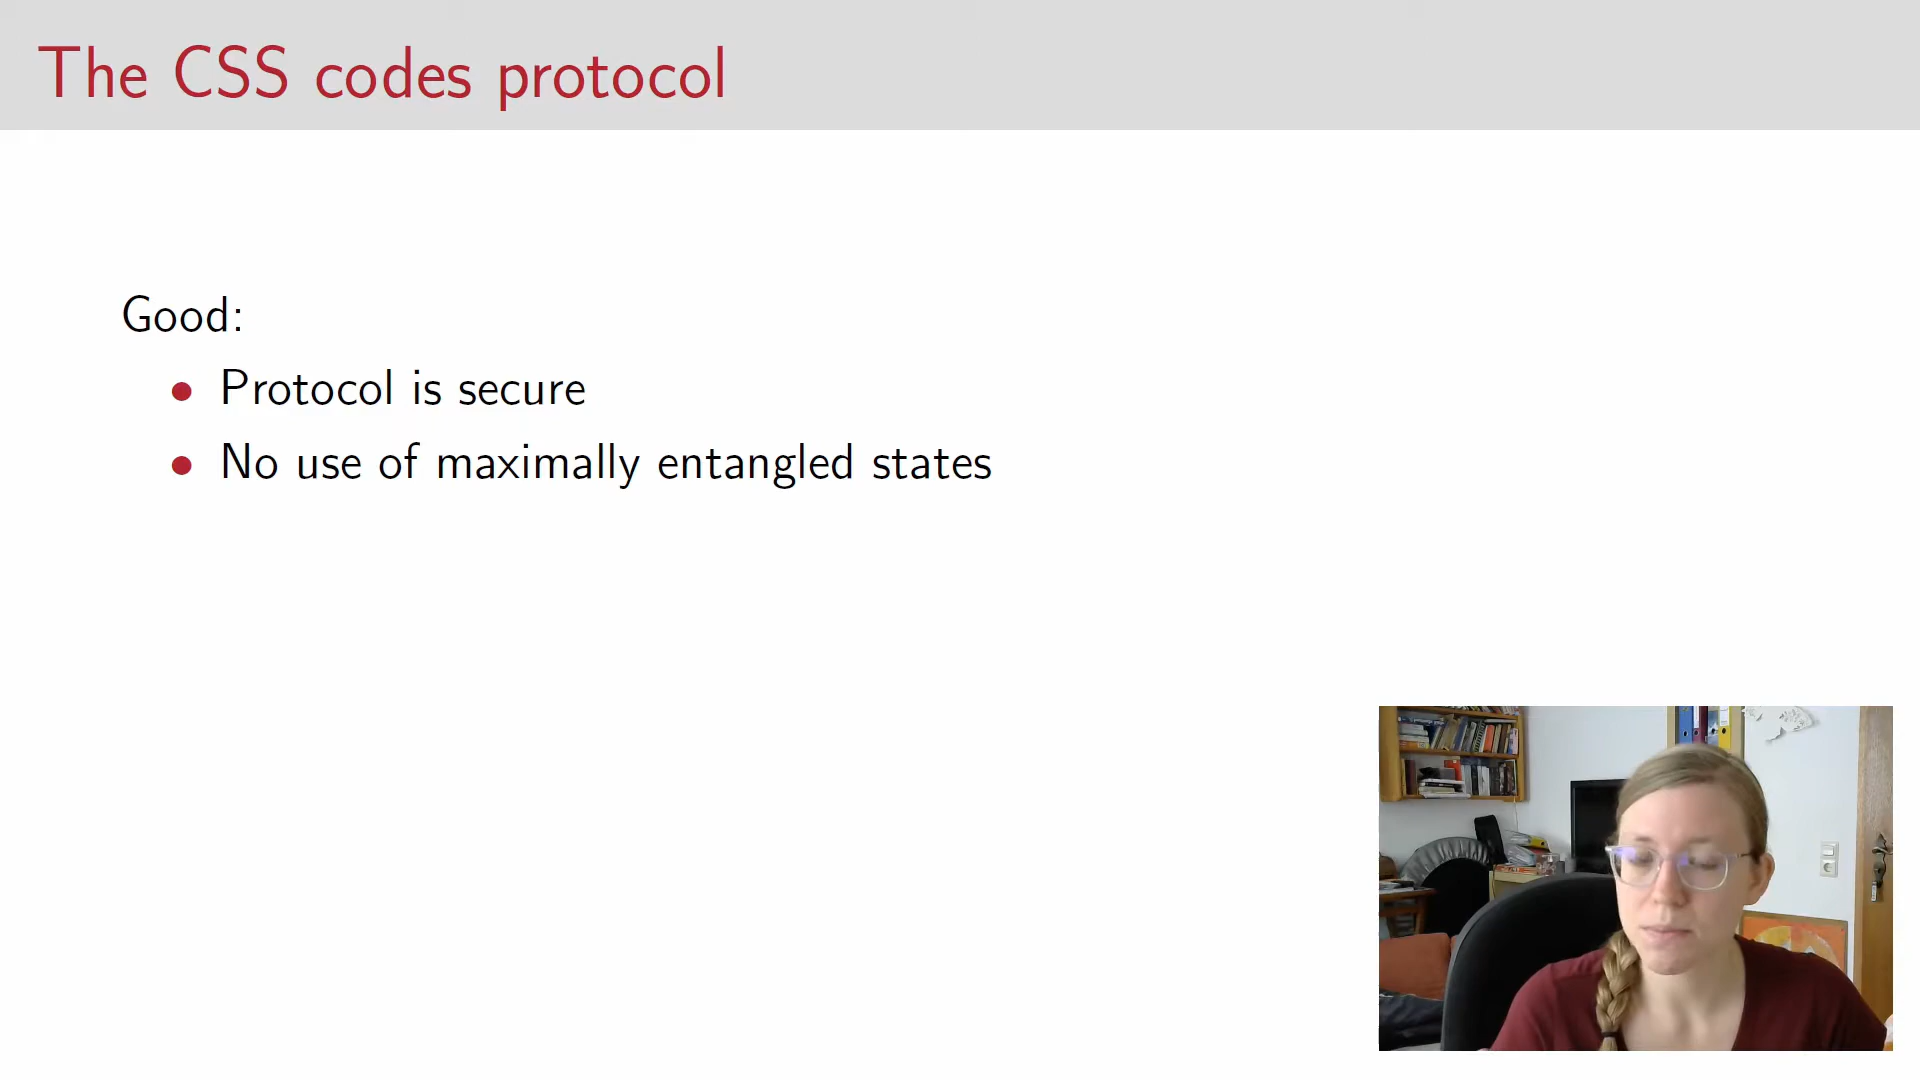 The CSS codes protocol
Good:
• Protocol is secure
• No use of maximally entangled states